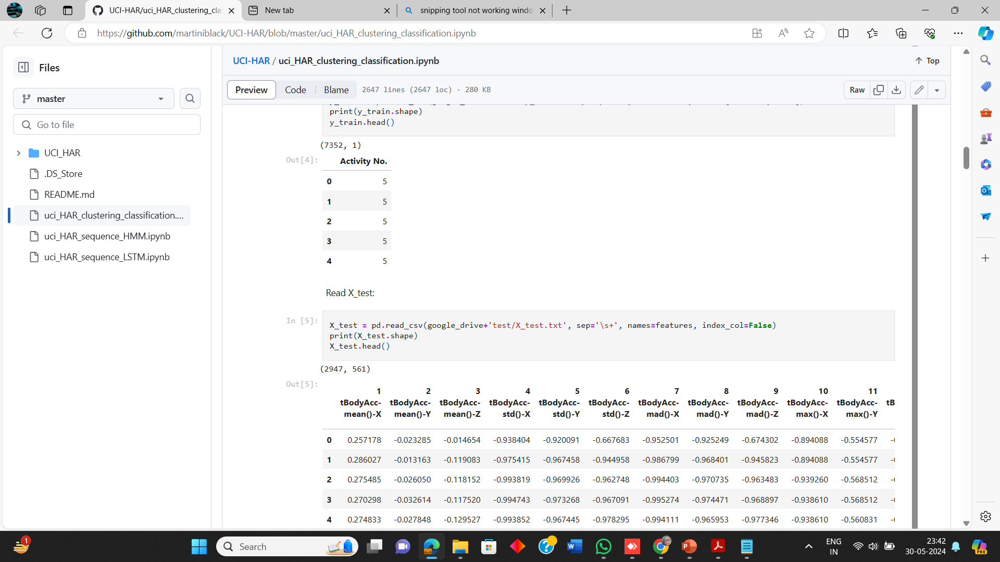 UCI-HAR/uci_HAR_clustering_cla
New tab
snipping tool not working windo
https://github.com/martiniblack/UCI-HAR/blob/master/uci_HAR_clustering_classification.ipynb
Files
master
Go to file
UCI_HAR
.DS_Store
README.md
uci_HAR_clustering_classification....
uci_HAR_sequence_HMM.ipynb
uci_HAR_sequence_LSTM.ipynb
UCI-HAR / uci_HAR_clustering_classification.ipynb
Top
Preview Code Blame 2647 lines (2647 loc) · 280 KB
Raw
print(y_train.shape)
y_train.head()
(7352, 1)
Out[4]:
Activity No.
0 5
1 5
2 5
3 5
4 5
Read X_test:
In [5]:
X_test = pd.read_csv(google_drive+'test/X_test.txt', sep='\s+', names=features, index_col=False)
print(X_test.shape)
X_test.head()
(2947, 561)
Out[5]:
1 2 3 4 5 6 7 8 9 10 11
tBodyAcc- tBodyAcc- tBodyAcc- tBodyAcc- tBodyAcc- tBodyAcc- tBodyAcc- tBodyAcc- tBodyAcc- tBodyAcc- tBodyAcc- tB
mean()-X mean()-Y mean()-Z std()-X std()-Y std()-Z mad()-X mad()-Y mad()-Z max()-X max()-Y
0 0.257178 -0.023285 -0.014654 -0.938404 -0.920091 -0.667683 -0.952501 -0.925249 -0.674302 -0.894088 -0.554577
1 0.286027 -0.013163 -0.119083 -0.975415 -0.967458 -0.944958 -0.986799 -0.968401 -0.945823 -0.894088 -0.554577
2 0.275485 -0.026050 -0.118152 -0.993819 -0.969926 -0.962748 -0.994403 -0.970735 -0.963483 -0.939260 -0.568512
3 0.270298 -0.032614 -0.117520 -0.994743 -0.973268 -0.967091 -0.995274 -0.974471 -0.968897 -0.938610 -0.568512
4 0.274833 -0.027848 -0.129527 -0.993852 -0.967445 -0.978295 -0.994111 -0.965953 -0.977346 -0.938610 -0.560831
1
Search
ENG
IN
23:42
30-05-2024
PRE